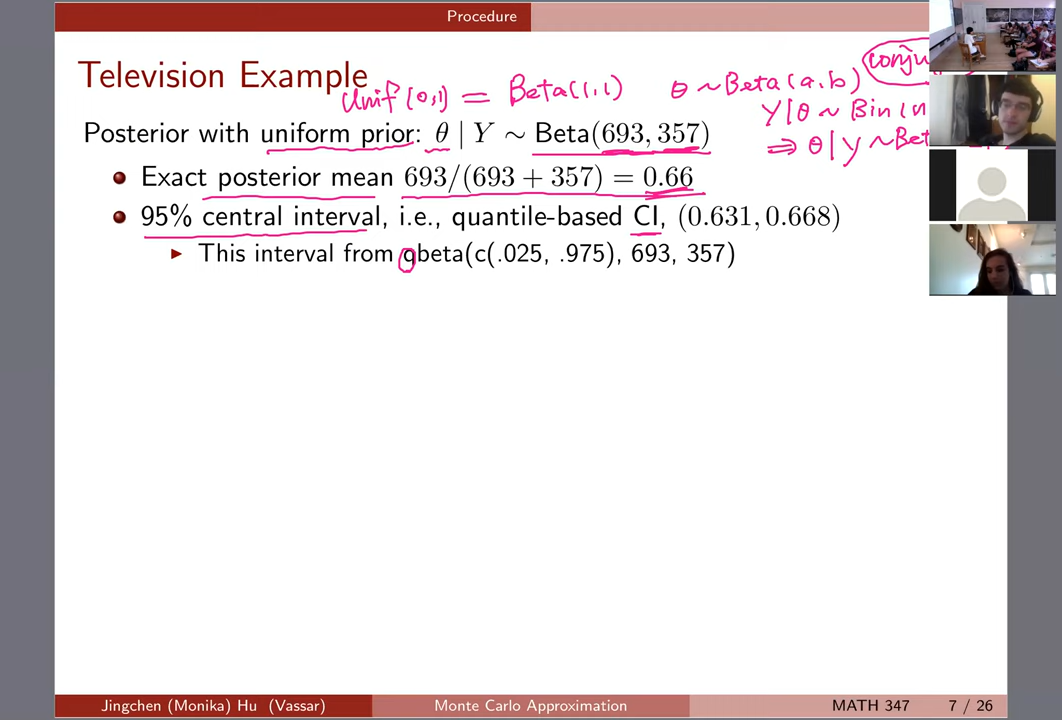 Procedure
Television Example
Unif(0,1) = Beta(1,1)
θ ~ Beta(a,b)
Y|θ ~ Bin(n
⇒ θ|Y ~ Bet
Posterior with uniform prior: θ | Y ∼ Beta(693, 357)
Exact posterior mean 693/(693 + 357) = 0.66
95% central interval, i.e., quantile-based CI, (0.631, 0.668)
This interval from qbeta(c(.025, .975), 693, 357)
Jingchen (Monika) Hu (Vassar)
Monte Carlo Approximation
MATH 347
7 / 26